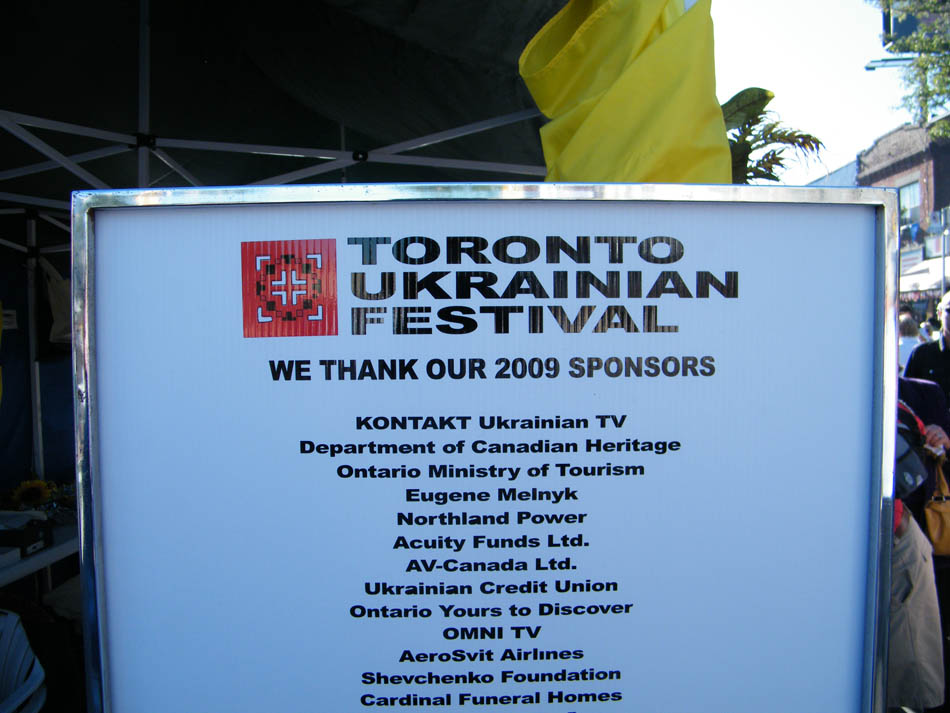 TORONTO
UKRAINIAN
FESTIVAL
WE THANK OUR 2009 SPONSORS
KONTAKT Ukrainian TV
Department of Canadian Heritage
Ontario Ministry of Tourism
Eugene Melnyk
Northland Power
Acuity Funds Ltd.
AV-Canada Ltd.
Ukrainian Credit Union
Ontario Yours to Discover
OMNI TV
AeroSvit Airlines
Shevchenko Foundation
Cardinal Funeral Homes